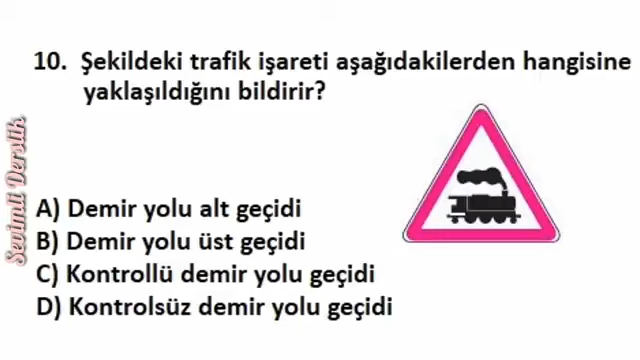 10. Şekildeki trafik işareti aşağıdakilerden hangisine
yaklaşıldığını bildirir?
A) Demir yolu alt geçidi
B) Demir yolu üst geçidi
C) Kontrollü demir yolu geçidi
D) Kontrolsüz demir yolu geçidi
Sevimli Derslik